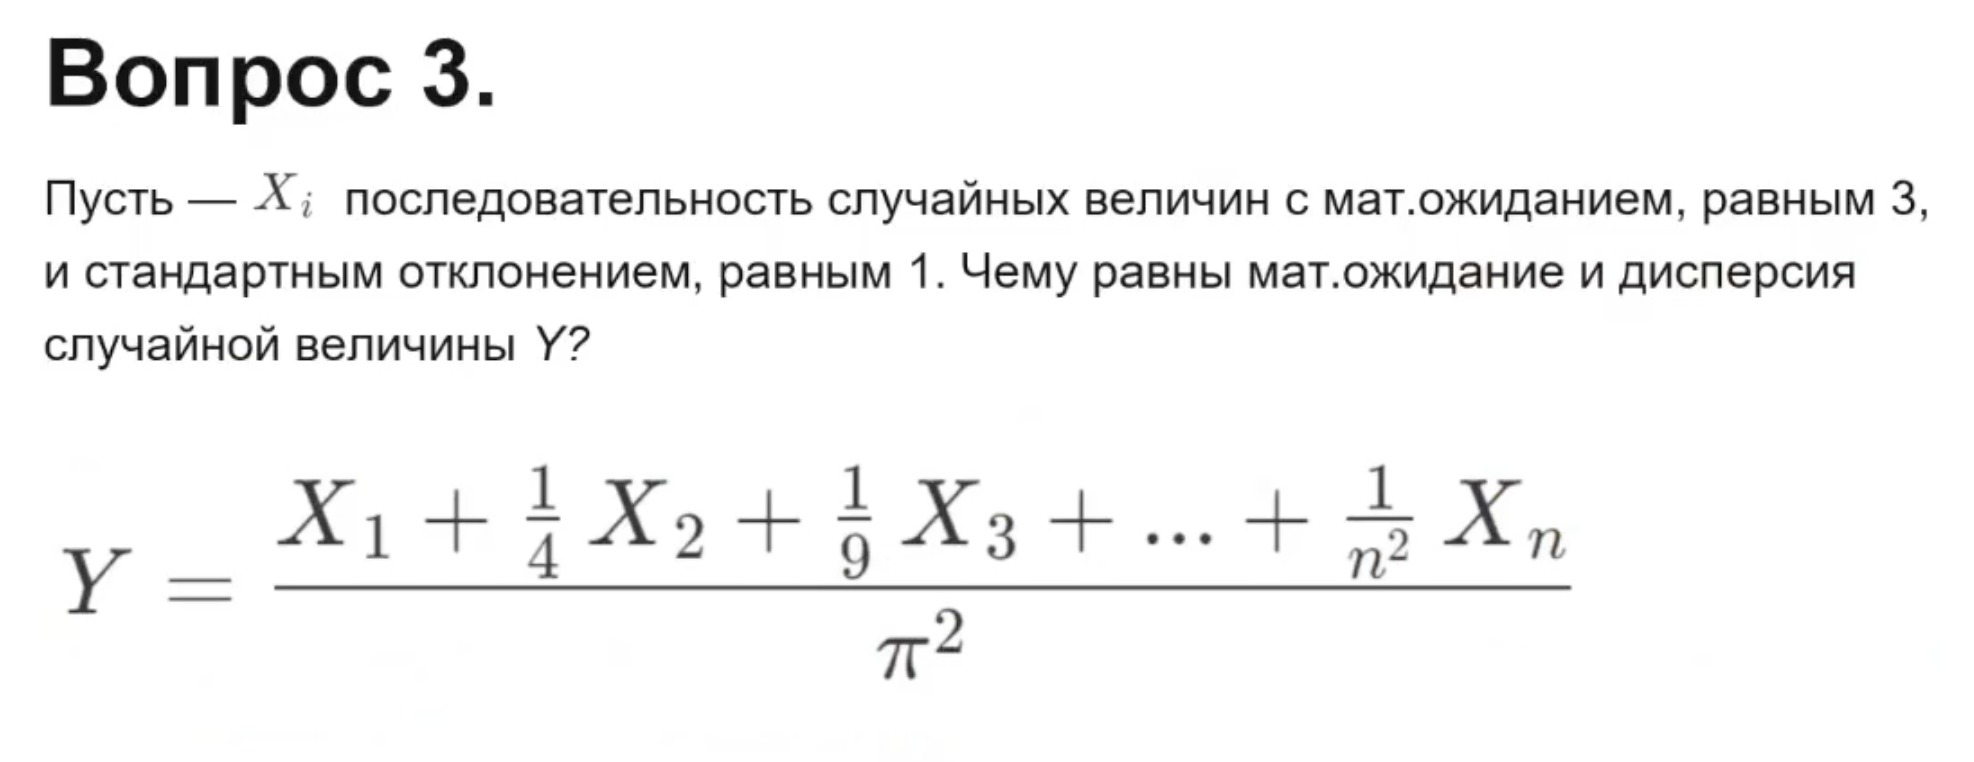 Вопрос 3.
Пусть — X_i последовательность случайных величин с мат.ожиданием, равным 3,
и стандартным отклонением, равным 1. Чему равны мат.ожидание и дисперсия
случайной величины Y?
Y = \frac{X_1 + \frac{1}{4} X_2 + \frac{1}{9} X_3 + ... + \frac{1}{n^2} X_n}{\pi^2}